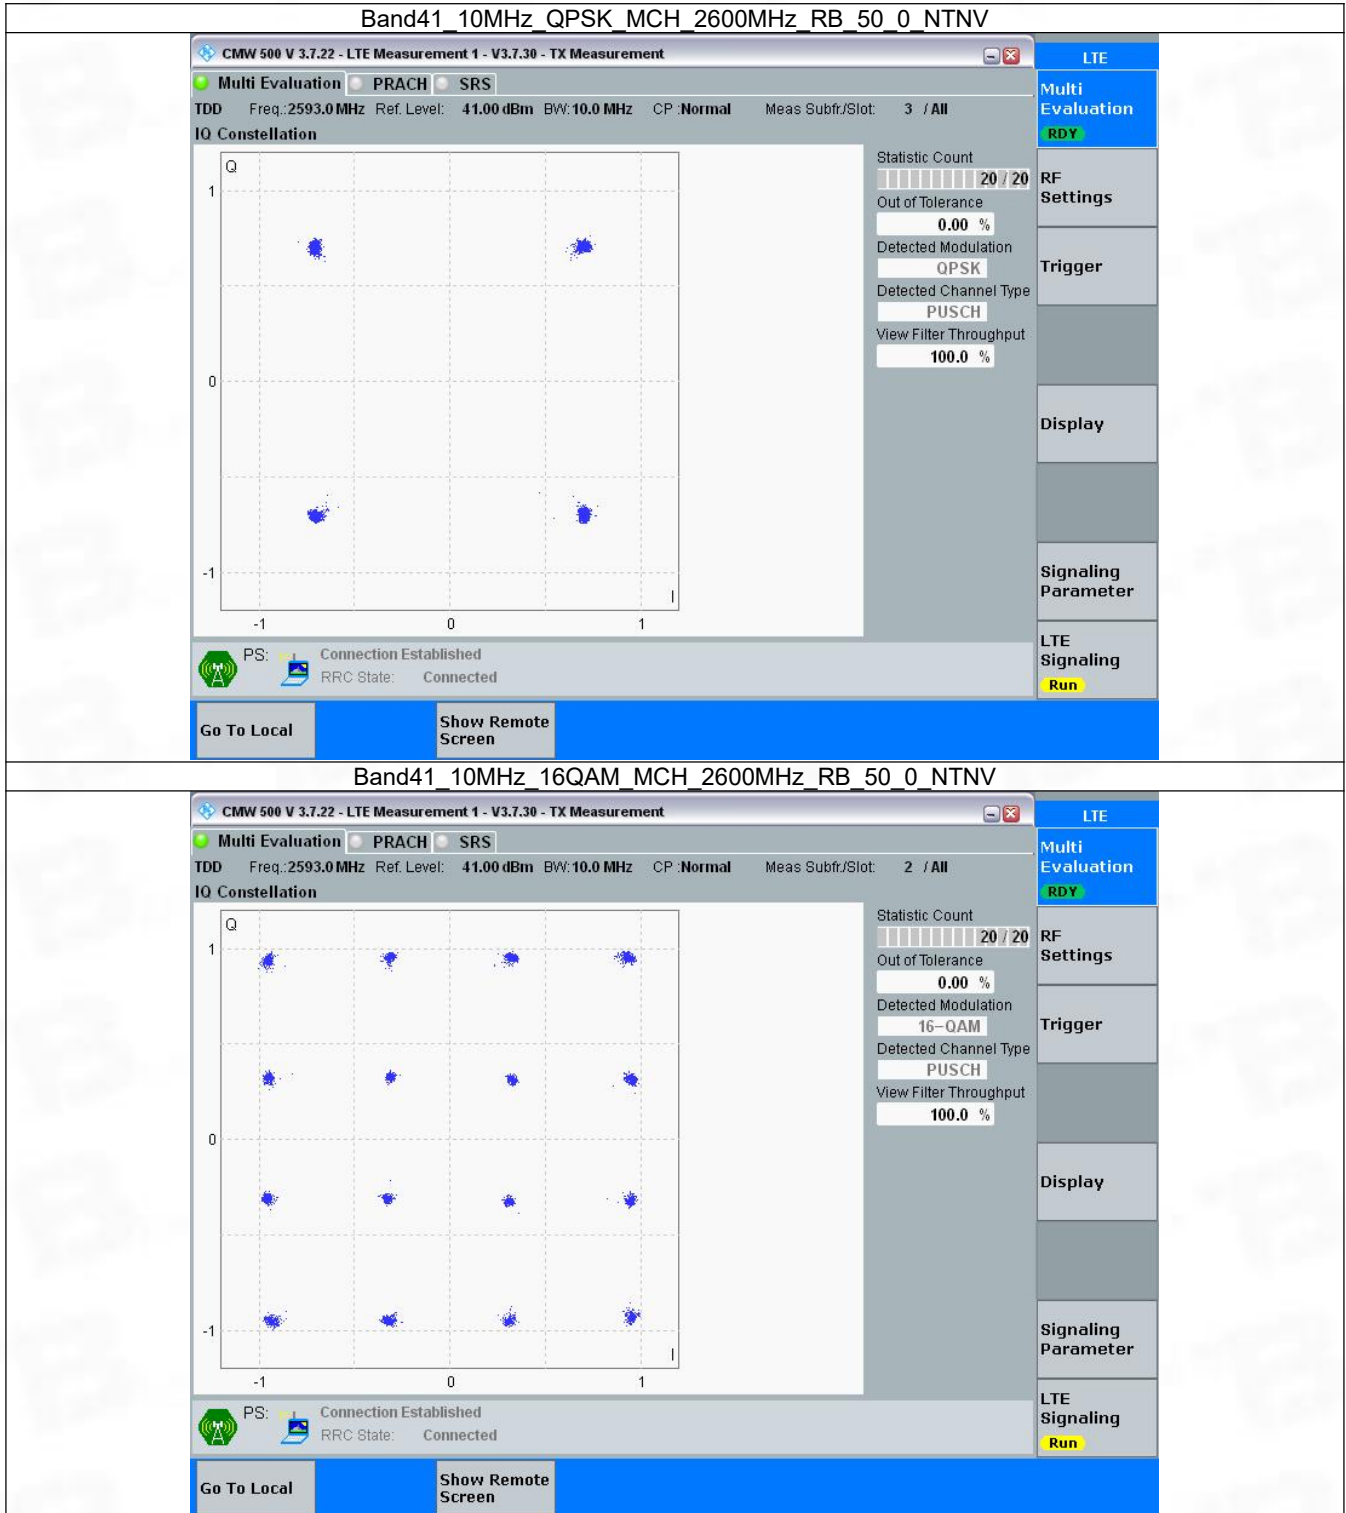 Band41_10MHz_QPSK_MCH_2600MHz_RB_50_0_NTNV
CMW 500 V 3.7.22 - LTE Measurement 1 - V3.7.30 - TX Measurement
LTE
Multi Evaluation PRACH SRS
Multi
Evaluation
RDY
TDD Freq.:2593.0 MHz Ref. Level: 41.00 dBm BW:10.0 MHz CP :Normal Meas Subfr./Slot: 3 / All
IQ Constellation
Q
1
0
-1
I
-1 0 1
Statistic Count
20 / 20
Out of Tolerance
0.00 %
Detected Modulation
QPSK
Detected Channel Type
PUSCH
View Filter Throughput
100.0 %
RF
Settings
Trigger
Display
Signaling
Parameter
LTE
Signaling
Run
PS: Connection Established
RRC State: Connected
Go To Local
Show Remote
Screen
Band41_10MHz_16QAM_MCH_2600MHz_RB_50_0_NTNV
CMW 500 V 3.7.22 - LTE Measurement 1 - V3.7.30 - TX Measurement
LTE
Multi Evaluation PRACH SRS
Multi
Evaluation
RDY
TDD Freq.:2593.0 MHz Ref. Level: 41.00 dBm BW:10.0 MHz CP :Normal Meas Subfr./Slot: 2 / All
IQ Constellation
Q
1
0
-1
I
-1 0 1
Statistic Count
20 / 20
Out of Tolerance
0.00 %
Detected Modulation
16-QAM
Detected Channel Type
PUSCH
View Filter Throughput
100.0 %
RF
Settings
Trigger
Display
Signaling
Parameter
LTE
Signaling
Run
PS: Connection Established
RRC State: Connected
Go To Local
Show Remote
Screen